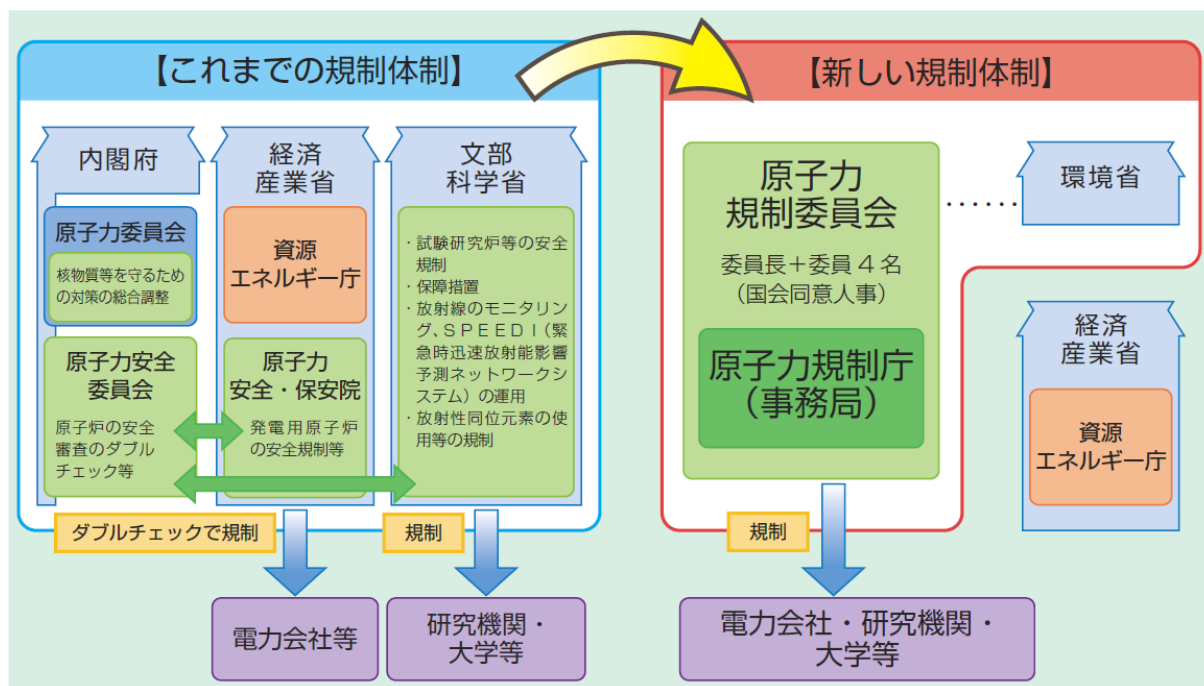 【これまでの規制体制】
内閣府
原子力委員会
核物質等を守るため
の対策の総合調整
原子力安全
委員会
原子炉の安全
審査のダブル
チェック等
経済
産業省
資源
エネルギー庁
原子力
安全・保安院
発電用原子炉
の安全規制等
文部
科学省
・試験研究炉等の安全
規制
・保障措置
・放射線のモニタリン
グ、ＳＰＥＥＤＩ（緊
急時迅速放射能影響
予測ネットワークシ
ステム）の運用
・放射性同位元素の使
用等の規制
ダブルチェックで規制
規制
電力会社等
研究機関・
大学等
【新しい規制体制】
原子力
規制委員会
委員長＋委員４名
（国会同意人事）
原子力規制庁
（事務局）
……
環境省
経済
産業省
資源
エネルギー庁
規制
電力会社・研究機関・
大学等